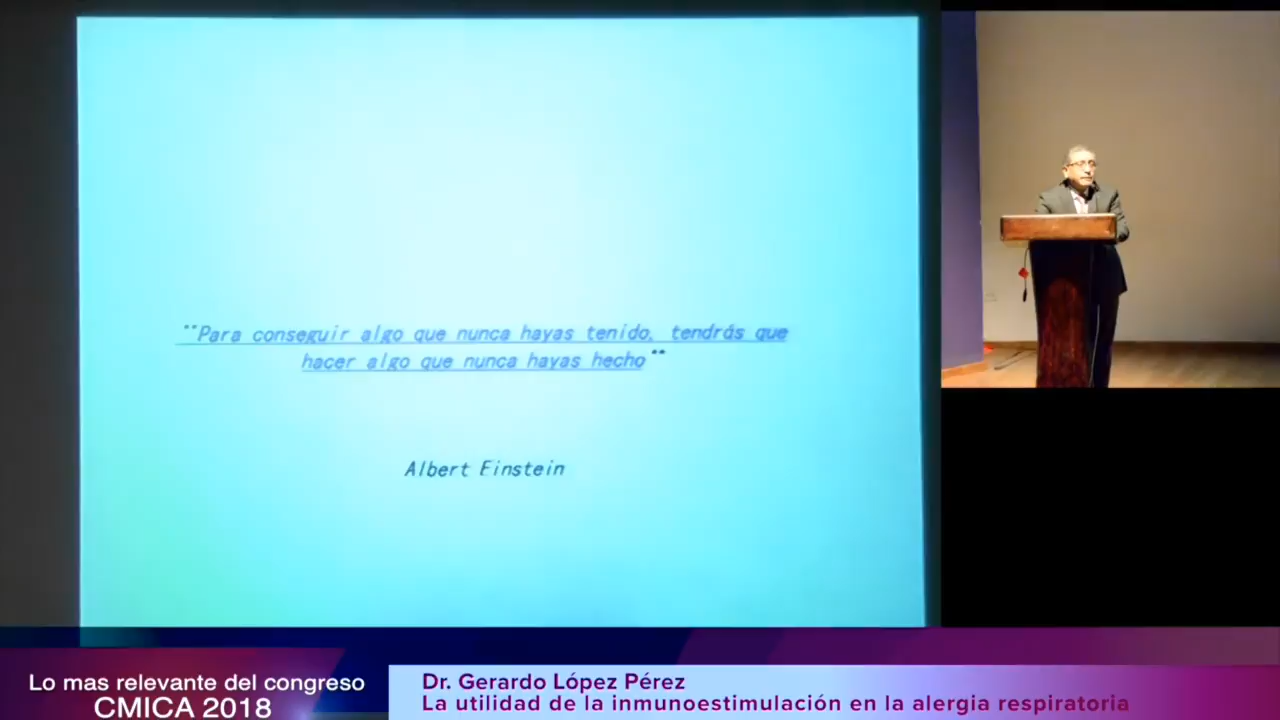 ¨Para conseguir algo que nunca hayas tenido, tendrás que
hacer algo que nunca hayas hecho¨
Albert Einstein
Lo mas relevante del congreso
CMICA 2018
Dr. Gerardo López Pérez
La utilidad de la inmunoestimulación en la alergia respiratoria